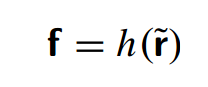 𝗳 = ℎ(𝗿̃)